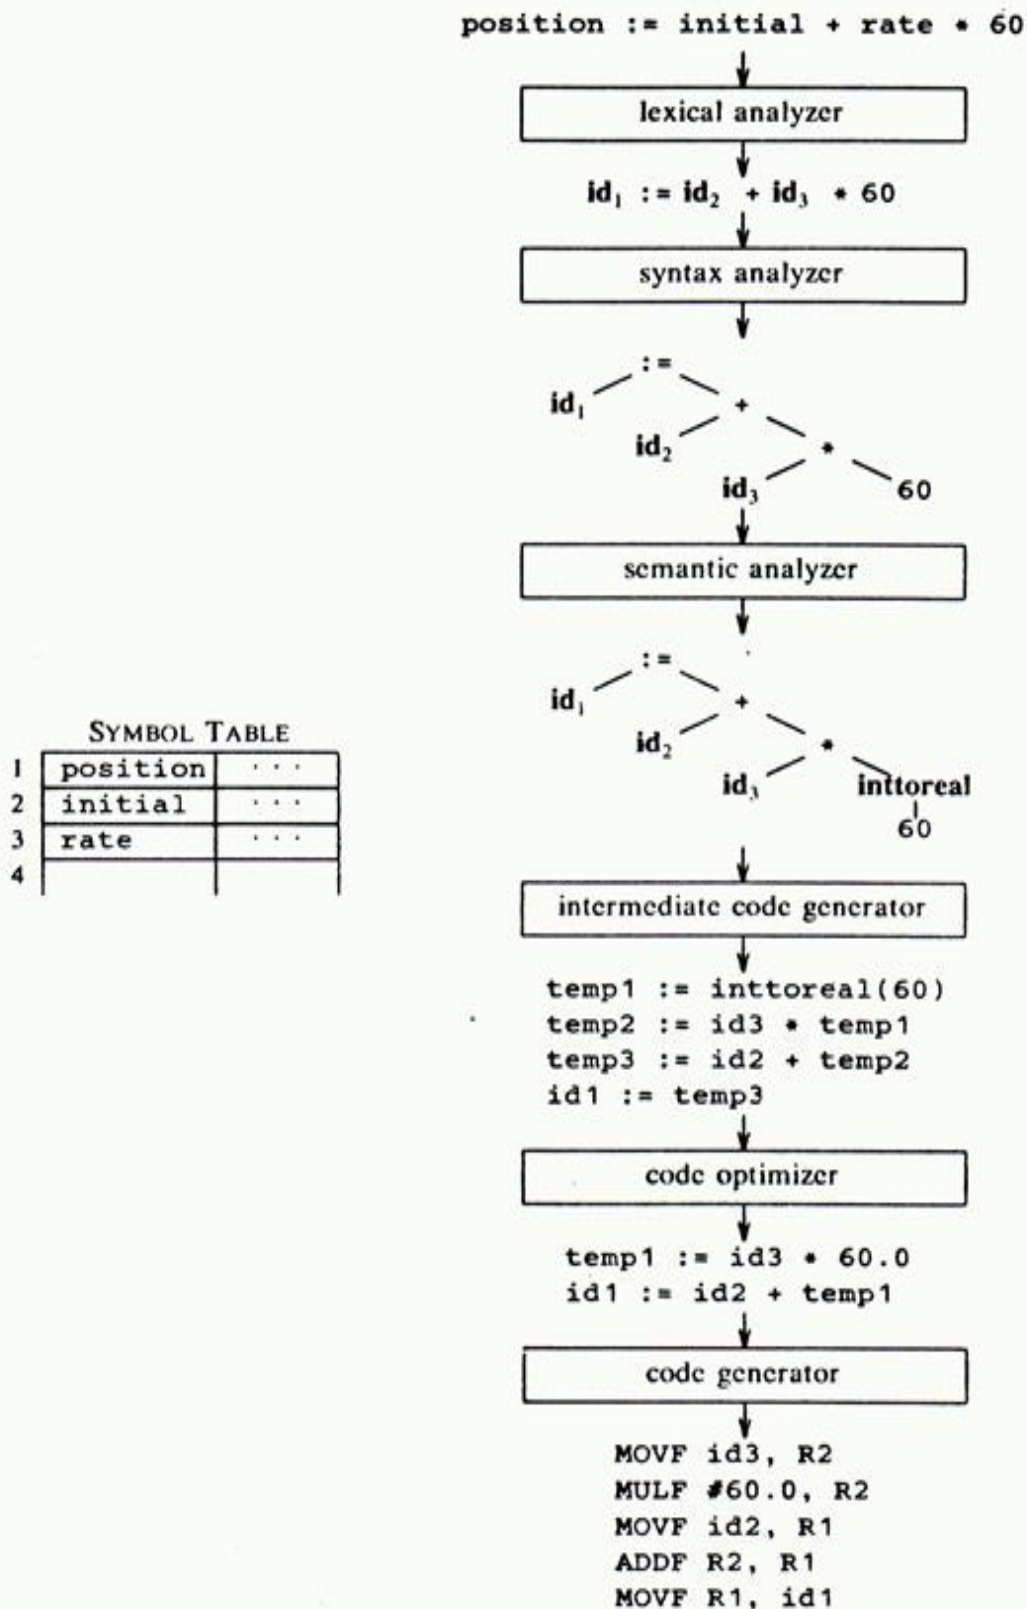 position := initial + rate * 60
lexical analyzer
id₁ := id₂ + id₃ * 60
syntax analyzer
:=
id₁ +
id₂ *
id₃ 60
semantic analyzer
:=
id₁ +
id₂ *
id₃ inttoreal
60
SYMBOL TABLE
1 position ...
2 initial ...
3 rate ...
4
intermediate code generator
temp1 := inttoreal(60)
temp2 := id3 * temp1
temp3 := id2 + temp2
id1 := temp3
code optimizer
temp1 := id3 * 60.0
id1 := id2 + temp1
code generator
MOVF id3, R2
MULF #60.0, R2
MOVF id2, R1
ADDF R2, R1
MOVF R1, id1